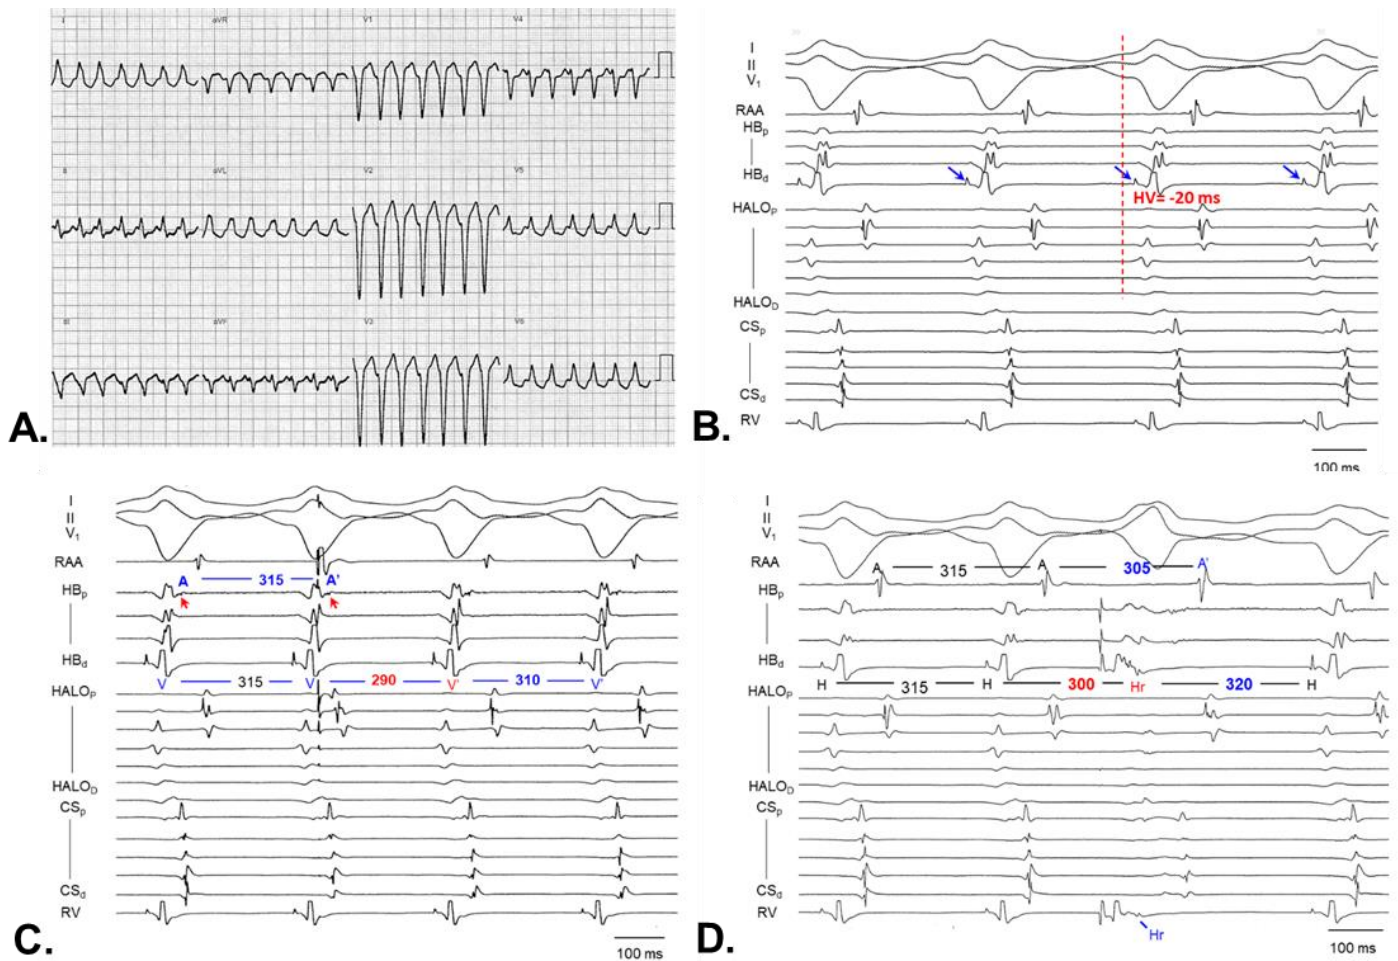 A.
I
aVR
V1
V4
II
aVL
V2
V5
III
aVF
V3
V6
B.
I
II
V1
RAA
HBp
HBd
HALOp
HALOD
CSp
CSd
RV
HV= -20 ms
100 ms
C.
I
II
V1
RAA
A 315 A'
HBp
HBd
V 315 V 290 V' 310 V'
HALOp
HALOD
CSp
CSd
RV
100 ms
D.
I
II
V1
RAA
A 315 A 305 A'
HBp
HBd
H 315 H 300 Hr 320 H
HALOp
HALOD
CSp
CSd
RV
Hr
100 ms